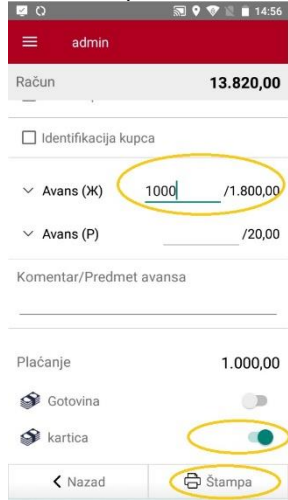 14:56
admin
Račun 13.820,00
Identifikacija kupca
Avans (Ж) 1000 /1.800,00
Avans (P) /20,00
Komentar/Predmet avansa
Plaćanje 1.000,00
Gotovina
kartica
Nazad Štampa